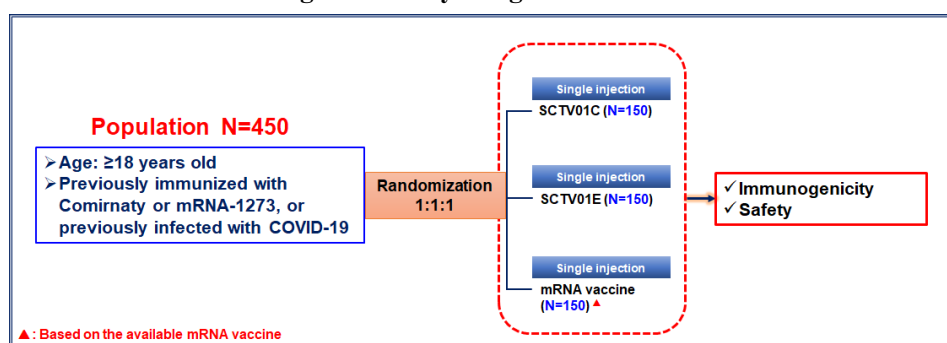 Population N=450
➢Age: ≥18 years old
➢Previously immunized with
Comirnaty or mRNA-1273, or
previously infected with COVID-19
Randomization
1:1:1
Single injection
SCTV01C (N=150)
Single injection
SCTV01E (N=150)
Single injection
mRNA vaccine
(N=150)▲
✓Immunogenicity
✓Safety
▲: Based on the available mRNA vaccine